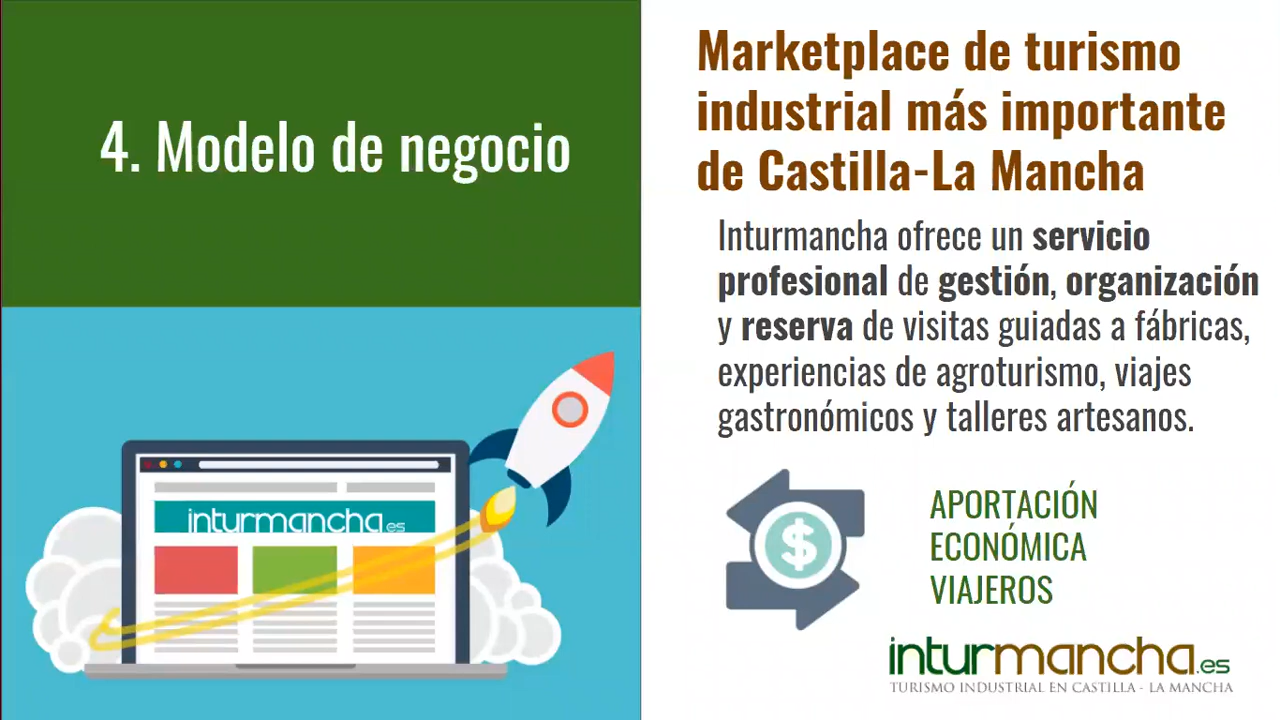 4. Modelo de negocio
inturmancha.es
Marketplace de turismo
industrial más importante
de Castilla-La Mancha
Inturmancha ofrece un servicio
profesional de gestión, organización
y reserva de visitas guiadas a fábricas,
experiencias de agroturismo, viajes
gastronómicos y talleres artesanos.
$
APORTACIÓN
ECONÓMICA
VIAJEROS
inturmancha.es
TURISMO INDUSTRIAL EN CASTILLA - LA MANCHA